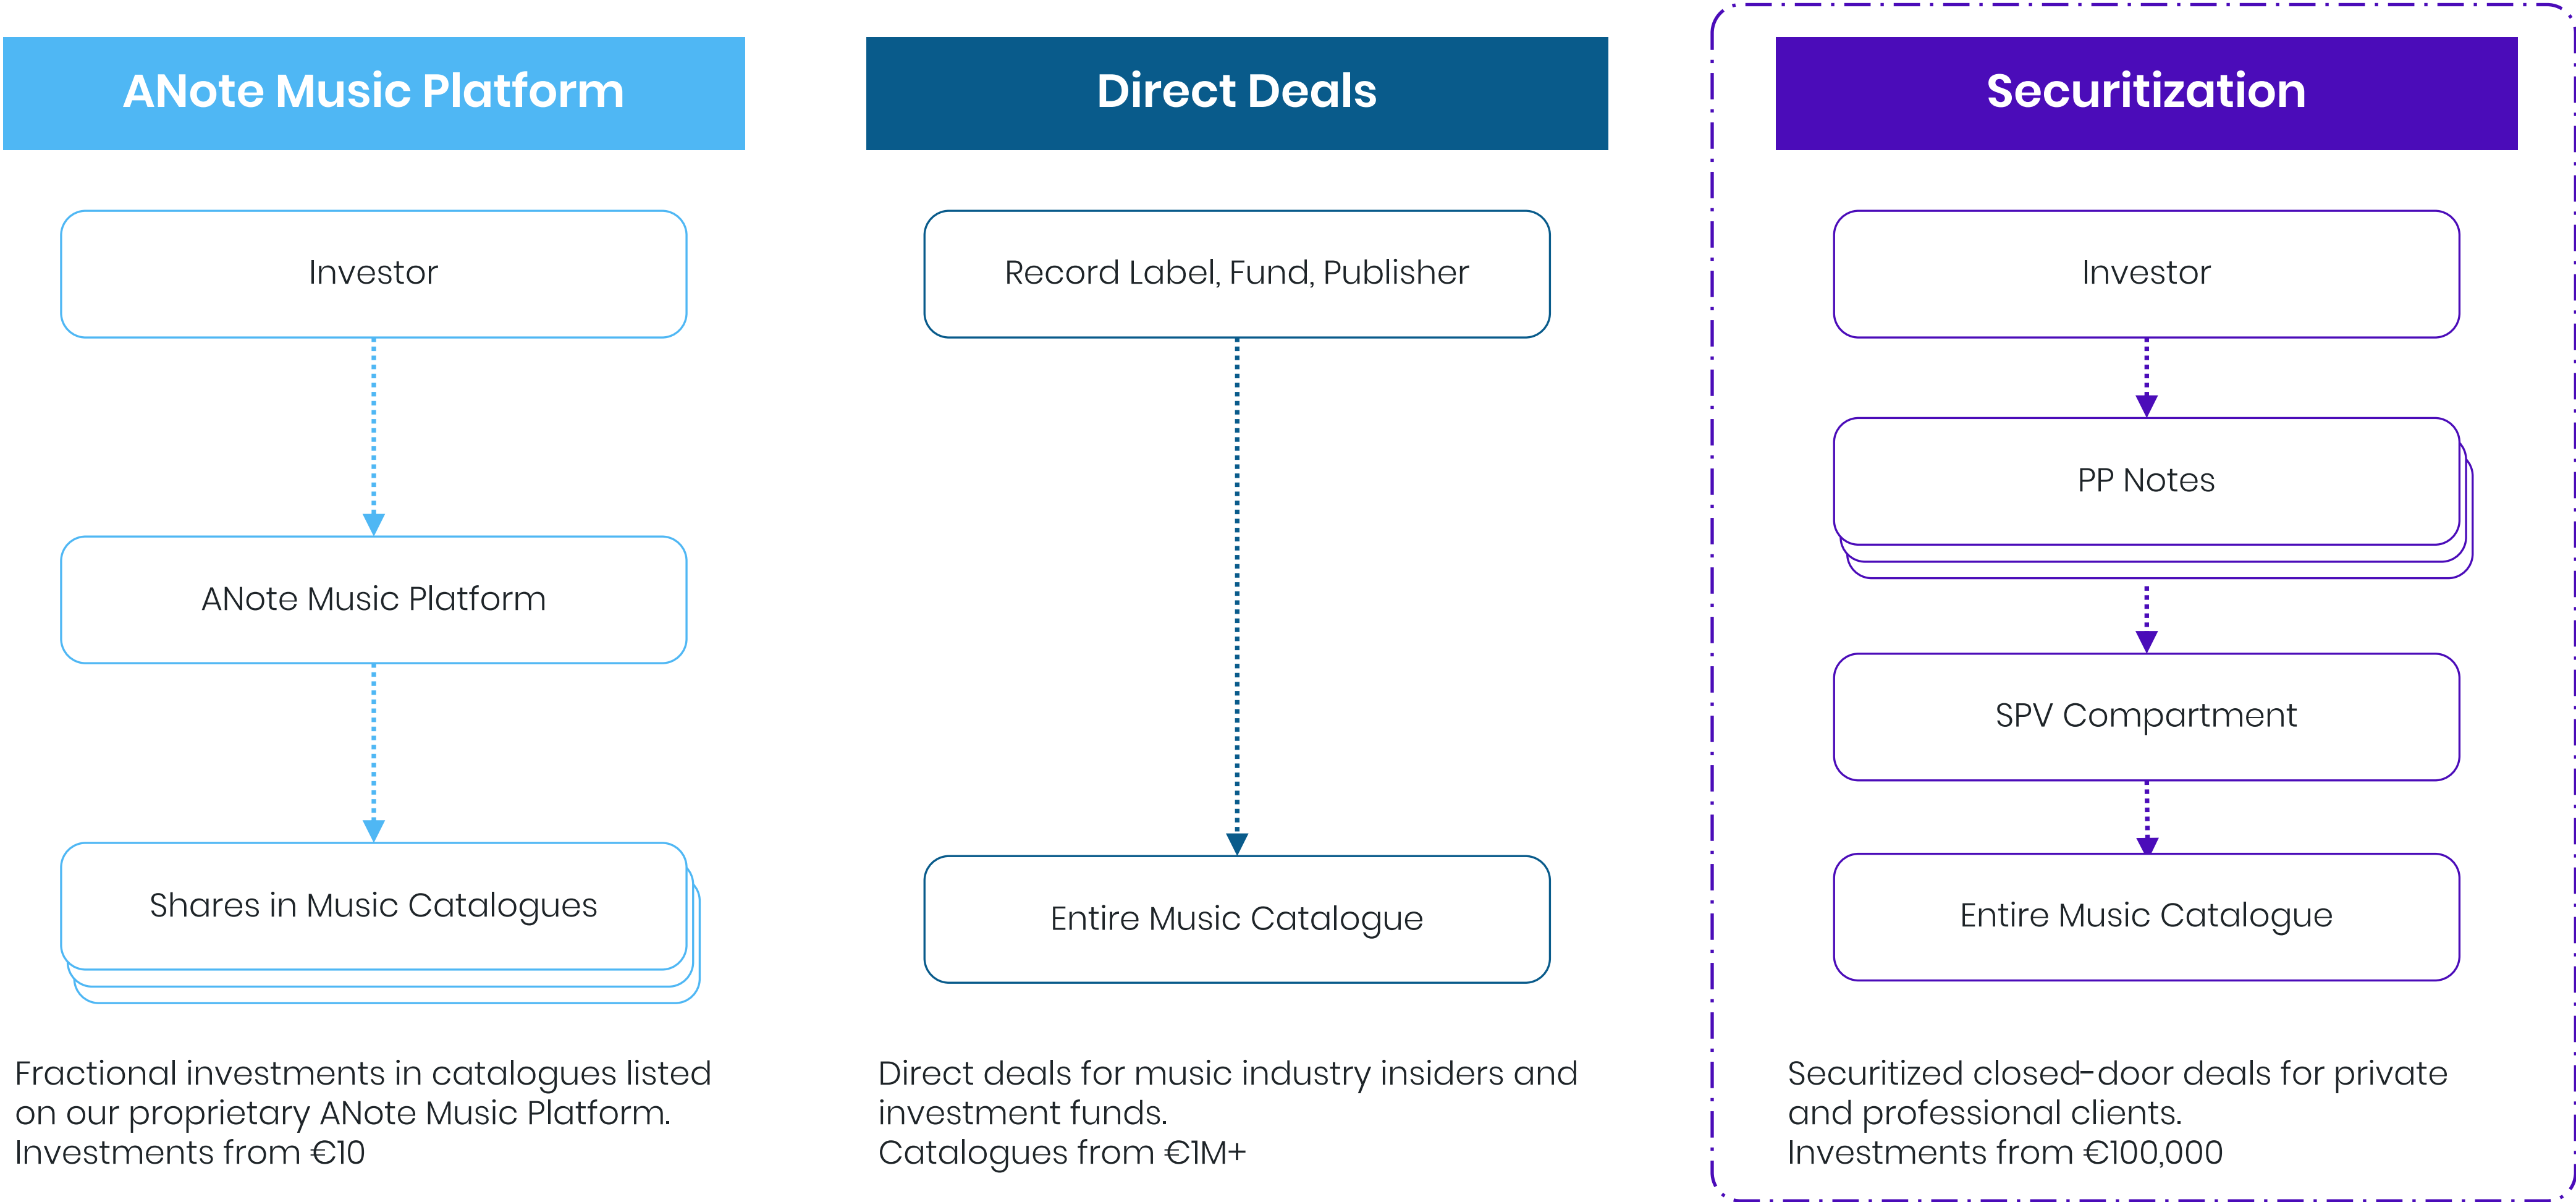 ANote Music Platform
Investor
ANote Music Platform
Shares in Music Catalogues
Fractional investments in catalogues listed
on our proprietary ANote Music Platform.
Investments from €10
Direct Deals
Record Label, Fund, Publisher
Entire Music Catalogue
Direct deals for music industry insiders and
investment funds.
Catalogues from €1M+
Securitization
Investor
PP Notes
SPV Compartment
Entire Music Catalogue
Securitized closed-door deals for private
and professional clients.
Investments from €100,000